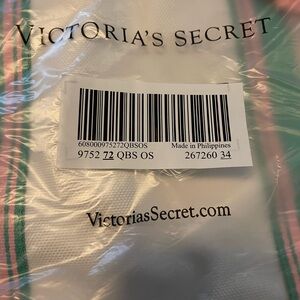 VICTORIA'S SECRET
608000975272QBSOS Made in Philippines
9752 72 QBS OS 267260 34
VictoriasSecret.com